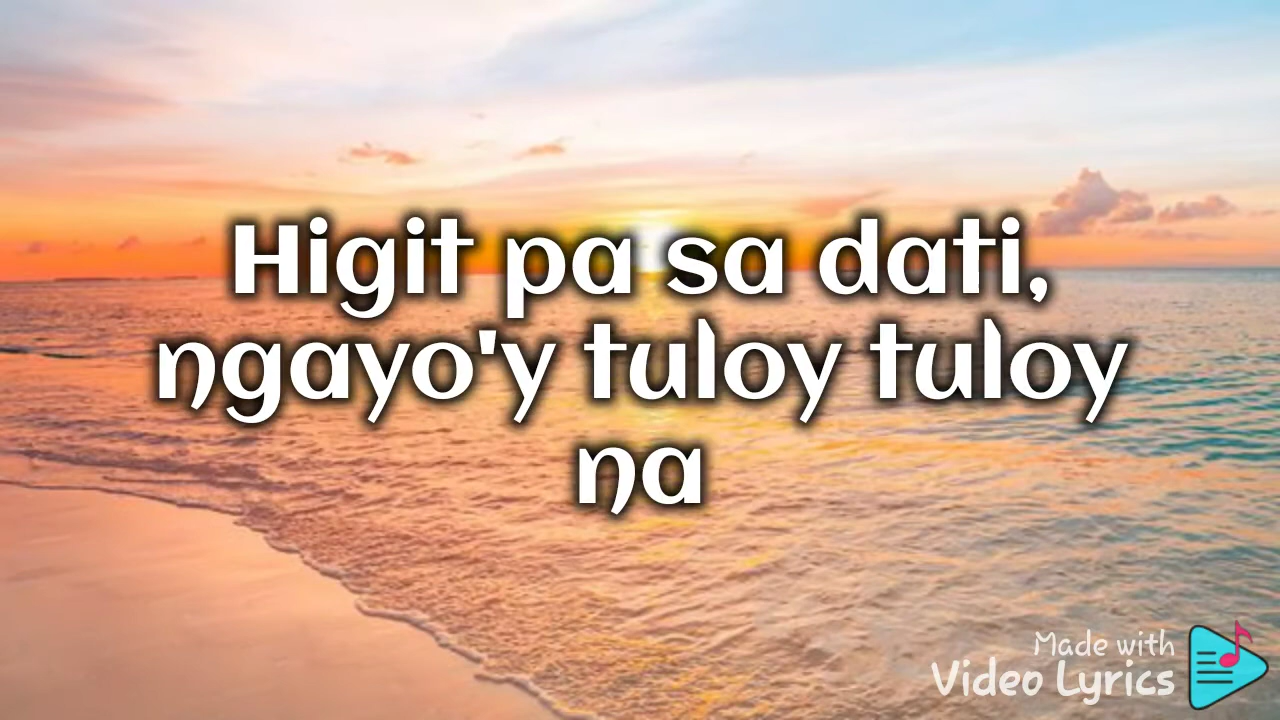 Higit pa sa dati,
ngayo'y tuloy tuloy
na
Made with
Video Lyrics